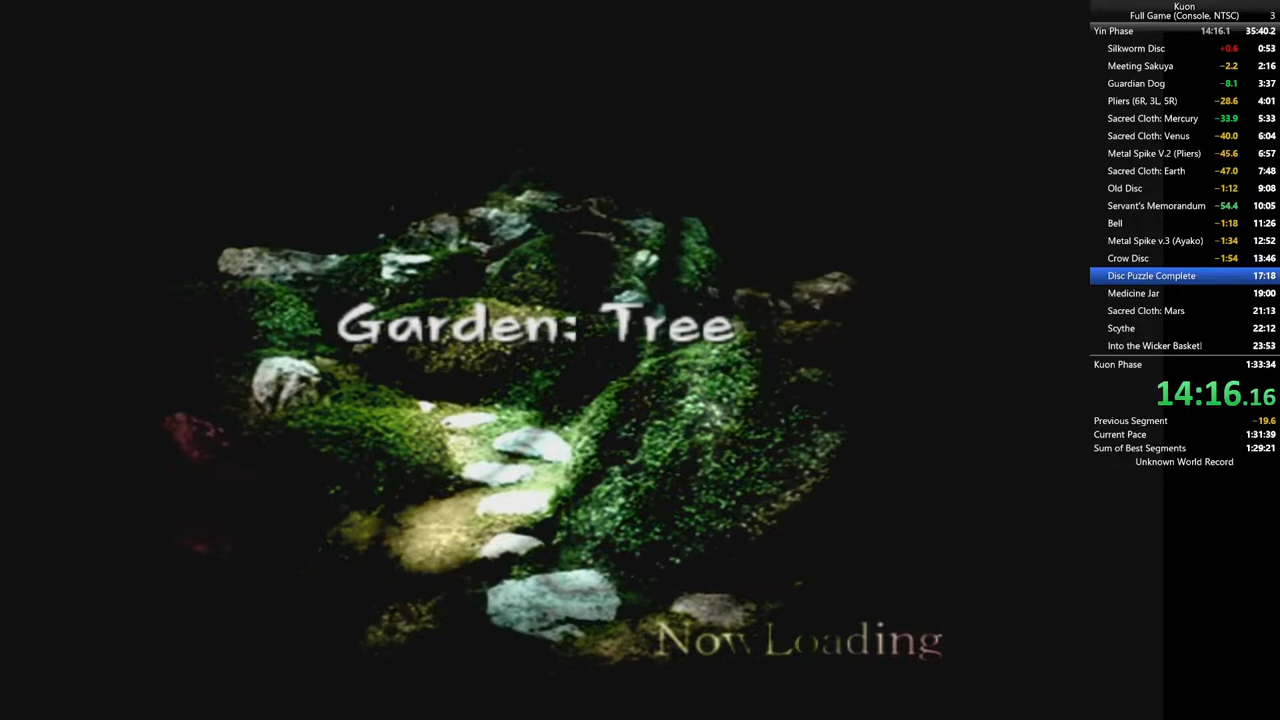 Kuon
Full Game (Console, NTSC) 3
Yin Phase 14:16.1 35:40.2
Silkworm Disc +0.6 0:53
Meeting Sakuya −2.2 2:16
Guardian Dog −8.1 3:37
Pliers (6R, 3L, 5R) −28.6 4:01
Sacred Cloth: Mercury −33.9 5:33
Sacred Cloth: Venus −40.0 6:04
Metal Spike V.2 (Pliers) −45.6 6:57
Sacred Cloth: Earth −47.0 7:48
Old Disc −1:12 9:08
Servant's Memorandum −54.4 10:05
Bell −1:18 11:26
Metal Spike v.3 (Ayako) −1:34 12:52
Crow Disc −1:54 13:46
Disc Puzzle Complete 17:18
Medicine Jar 19:00
Sacred Cloth: Mars 21:13
Scythe 22:12
Into the Wicker Basket! 23:53
Kuon Phase 1:33:34
14:16.16
Previous Segment −19.6
Current Pace 1:31:39
Sum of Best Segments 1:29:21
Unknown World Record
Garden: Tree
Now Loading